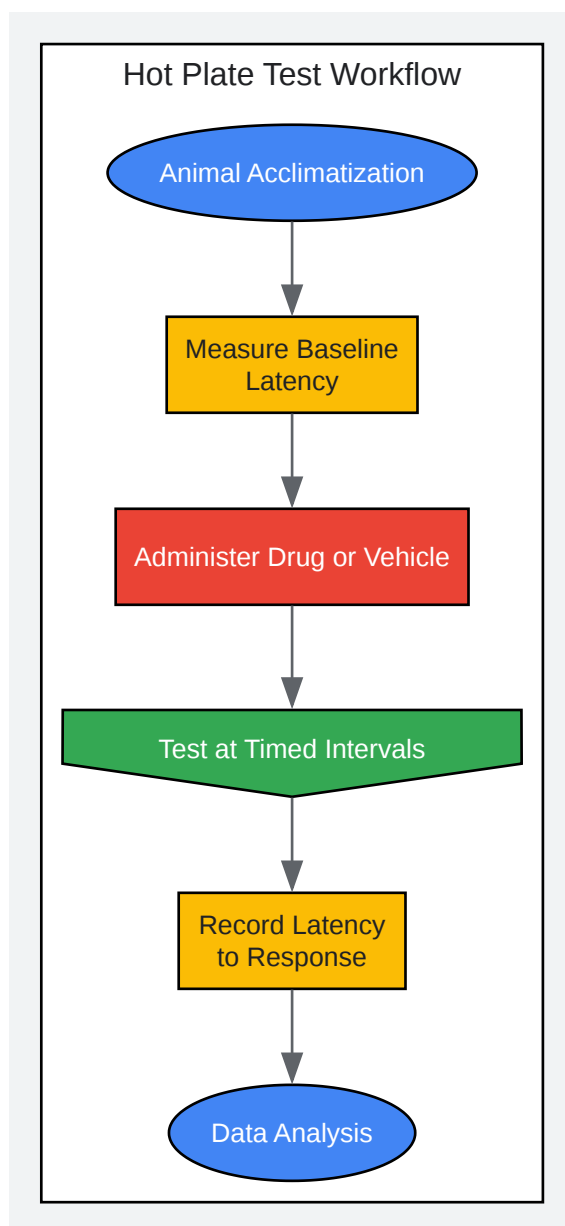 Hot Plate Test Workflow
Animal Acclimatization
Measure Baseline
Latency
Administer Drug or Vehicle
Test at Timed Intervals
Record Latency
to Response
Data Analysis